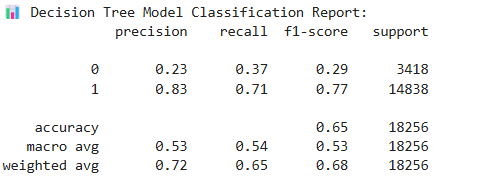 📊 Decision Tree Model Classification Report:
precision recall f1-score support
0 0.23 0.37 0.29 3418
1 0.83 0.71 0.77 14838
accuracy 0.65 18256
macro avg 0.53 0.54 0.53 18256
weighted avg 0.72 0.65 0.68 18256